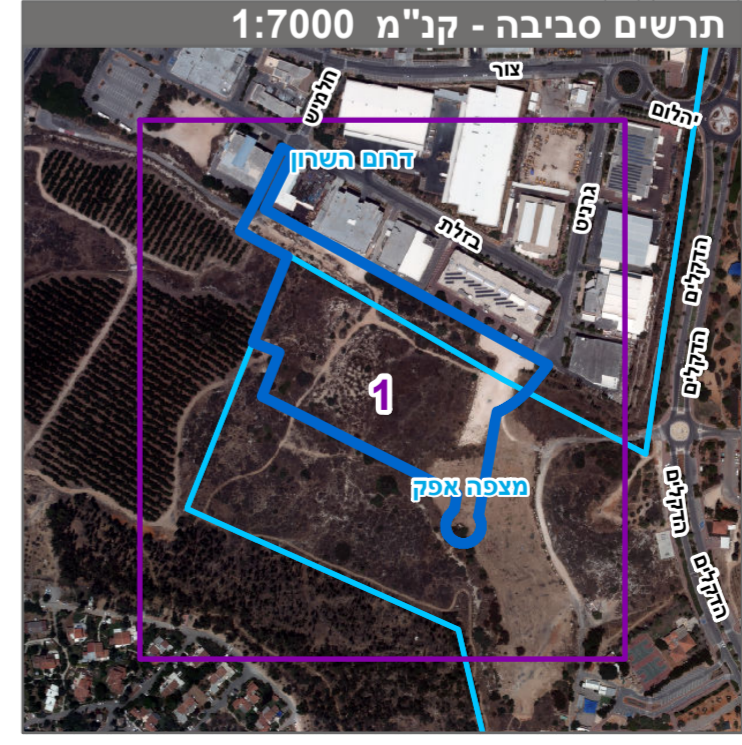 תרשים סביבה - קנ"מ 1:7000
צור
חלמיש
יהלום
דרום השרון
גרניט
בזלת
הדקלים
הדקלים
1
מצפה אפק
הדקלים
הדקלים